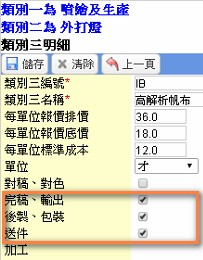 類別一為 噴繪及生產
類別二為 外打燈
類別三明細
儲存 清除 上一頁
類別三編號* IB
類別三名稱* 高解析帆布
每單位報價排價 36.0
每單位報價底價 18.0
每單位標準成本 12.0
單位 才
對稿、對色
完稿、輸出
後製、包裝
送件
加工